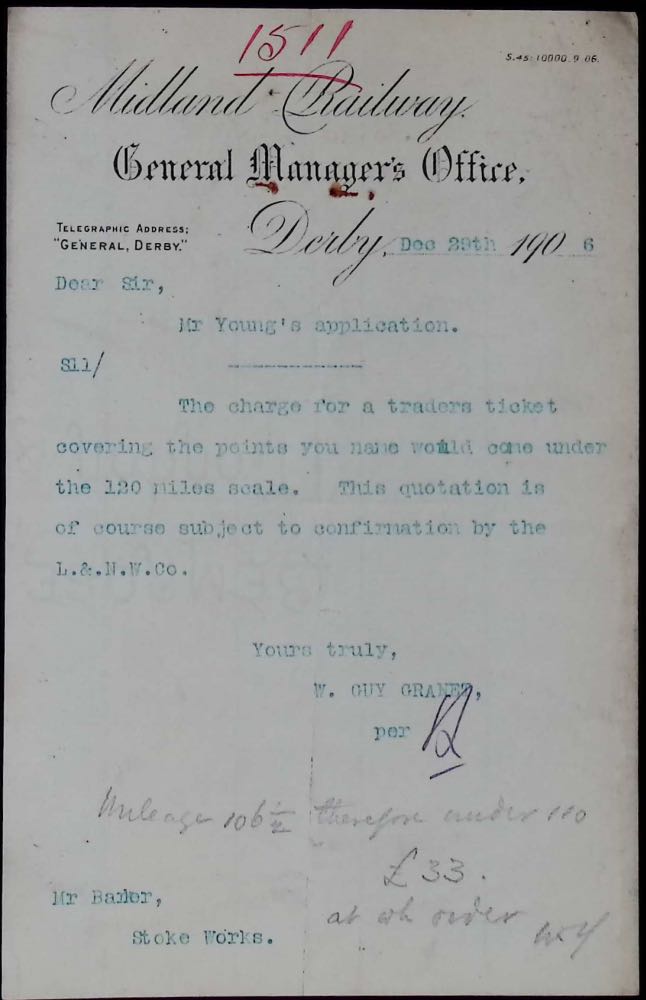 1511
S.45: 10000. 9 06.
Midland Railway.
General Manager's Office,
TELEGRAPHIC ADDRESS;
"GENERAL, DERBY."
Derby, Dec 29th 190 6
Dear Sir,
Mr Young's application.
S11/
The charge for a traders ticket
covering the points you name would come under
the 120 miles scale. This quotation is
of course subject to confirmation by the
L.&.N.W.Co.
Yours truly,
W. GUY GRANET,
per
Mileage 106½ therefore under 110
£33.
at wh order
Mr
Stoke Works.